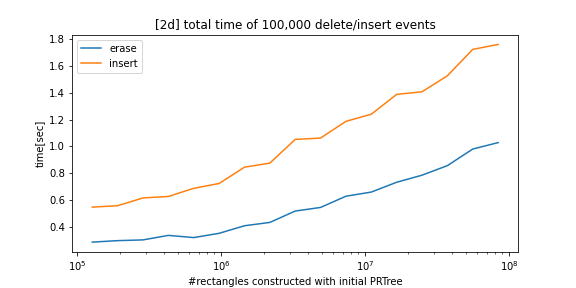 [2d] total time of 100,000 delete/insert events
erase
insert
time[sec]
1.8
1.6
1.4
1.2
1.0
0.8
0.6
0.4
10⁵
10⁶
10⁷
10⁸
#rectangles constructed with initial PRTree